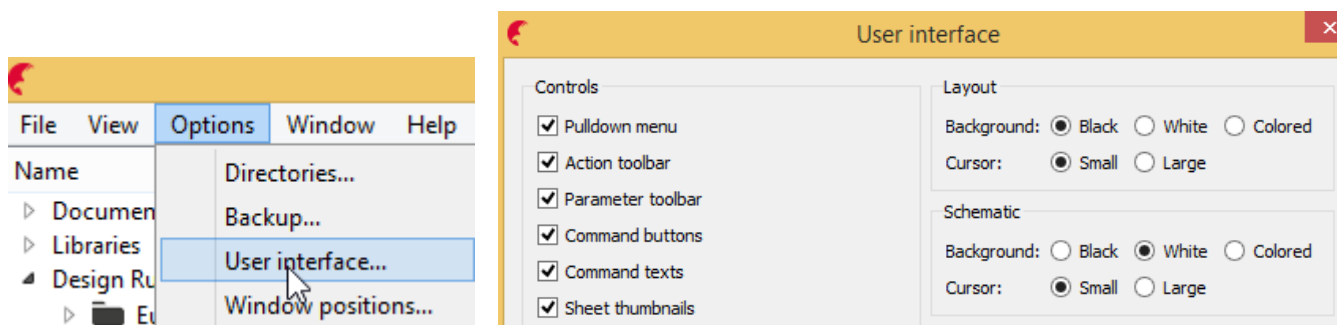 File View Options Window Help
Name
Directories...
Documen
Backup...
Libraries
User interface...
Design Ru
Window positions...
Eu
User interface
Controls
Pulldown menu
Action toolbar
Parameter toolbar
Command buttons
Command texts
Sheet thumbnails
Layout
Background: Black White Colored
Cursor: Small Large
Schematic
Background: Black White Colored
Cursor: Small Large